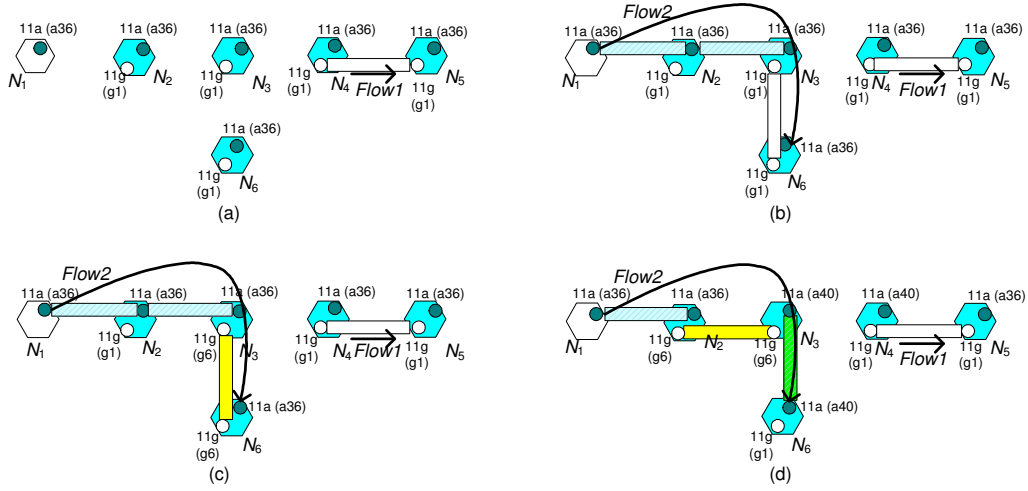 11a (a36)
11a (a36)
11a (a36)
11a (a36)
11a (a36)
N1
11g
(g1)
N2
11g
(g1)
N3
11g
(g1)
N4
Flow1
11g
(g1)
N5
11a (a36)
11g
(g1)
N6
(a)
Flow2
11a (a36)
11a (a36)
11a (a36)
11a (a36)
11a (a36)
N1
11g
(g1)
N2
11g
(g1)
N3
11g
(g1)
N4
Flow1
11g
(g1)
N5
11a (a36)
11g
(g1)
N6
(b)
Flow2
11a (a36)
11a (a36)
11a (a36)
11a (a36)
11a (a36)
N1
11g
(g1)
N2
11g
(g6)
N3
11g
(g1)
N4
Flow1
11g
(g1)
N5
11a (a36)
11g
(g6)
N6
(c)
Flow2
11a (a36)
11a (a36)
11a (a40)
11a (a40)
11a (a36)
N1
11g
(g6)
N2
11g
(g6)
N3
11g
(g1)
N4
Flow1
11g
(g1)
N5
11a (a40)
11g
(g1)
N6
(d)